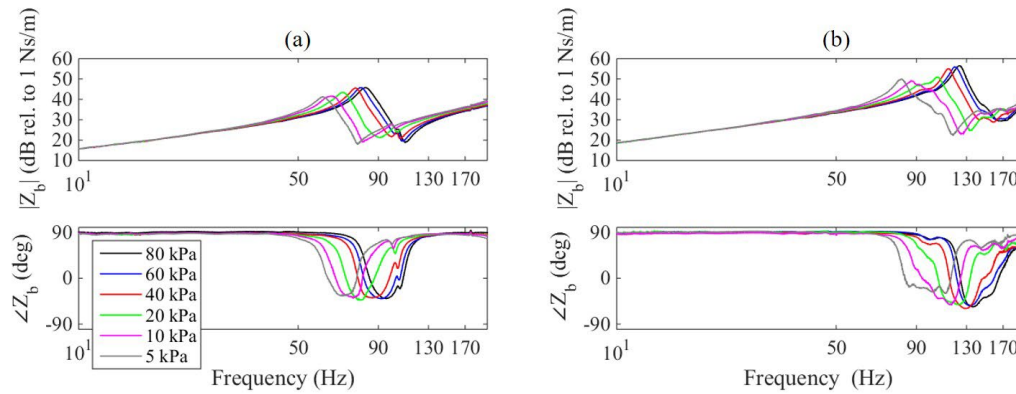 (a)
|Z_b| (dB rel. to 1 Ns/m)
60
50
40
30
20
10
10^1
50
90
130
170
∠Z_b (deg)
90
0
-90
80 kPa
60 kPa
40 kPa
20 kPa
10 kPa
5 kPa
10^1
50
90
130
170
Frequency (Hz)
(b)
|Z_b| (dB rel. to 1 Ns/m)
60
50
40
30
20
10
10^1
50
90
130
170
∠Z_b (deg)
90
0
-90
10^1
50
90
130
170
Frequency (Hz)